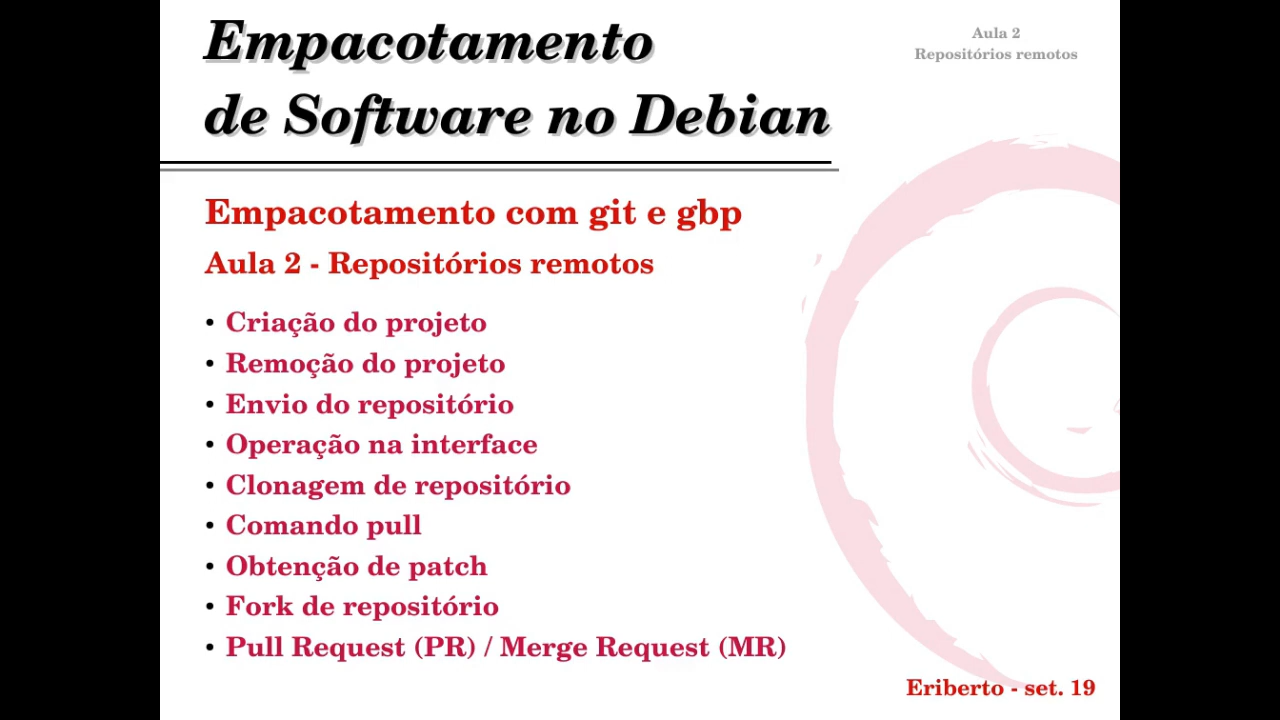 Empacotamento
de Software no Debian
Aula 2
Repositórios remotos
Empacotamento com git e gbp
Aula 2 - Repositórios remotos
• Criação do projeto
• Remoção do projeto
• Envio do repositório
• Operação na interface
• Clonagem de repositório
• Comando pull
• Obtenção de patch
• Fork de repositório
• Pull Request (PR) / Merge Request (MR)
Eriberto - set. 19